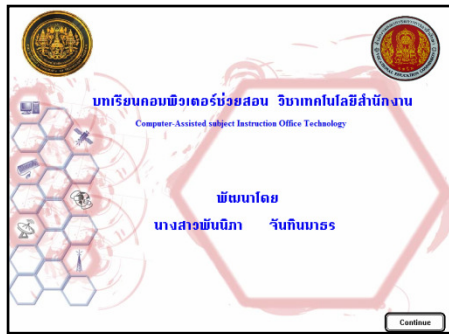 บทเรียนคอมพิวเตอร์ช่วยสอน วิชาเทคโนโลยีสำนักงาน
Computer-Assisted subject Instruction Office Technology
พัฒนาโดย
นางสาวพันนิภา จันทินมาธร
Continue